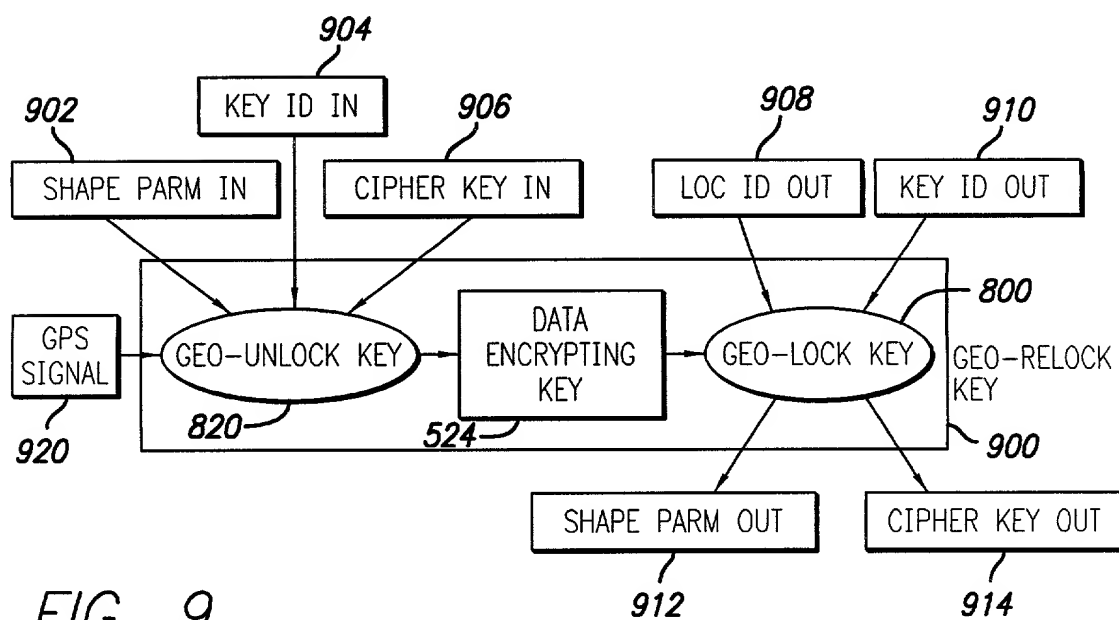 904
902
KEY ID IN
906
908
910
SHAPE PARM IN
CIPHER KEY IN
LOC ID OUT
KEY ID OUT
800
GPS
SIGNAL
GEO-UNLOCK KEY
DATA
ENCRYPTING
KEY
GEO-LOCK KEY
GEO-RELOCK
KEY
920
820
524
900
SHAPE PARM OUT
CIPHER KEY OUT
912
914
FIG. 9